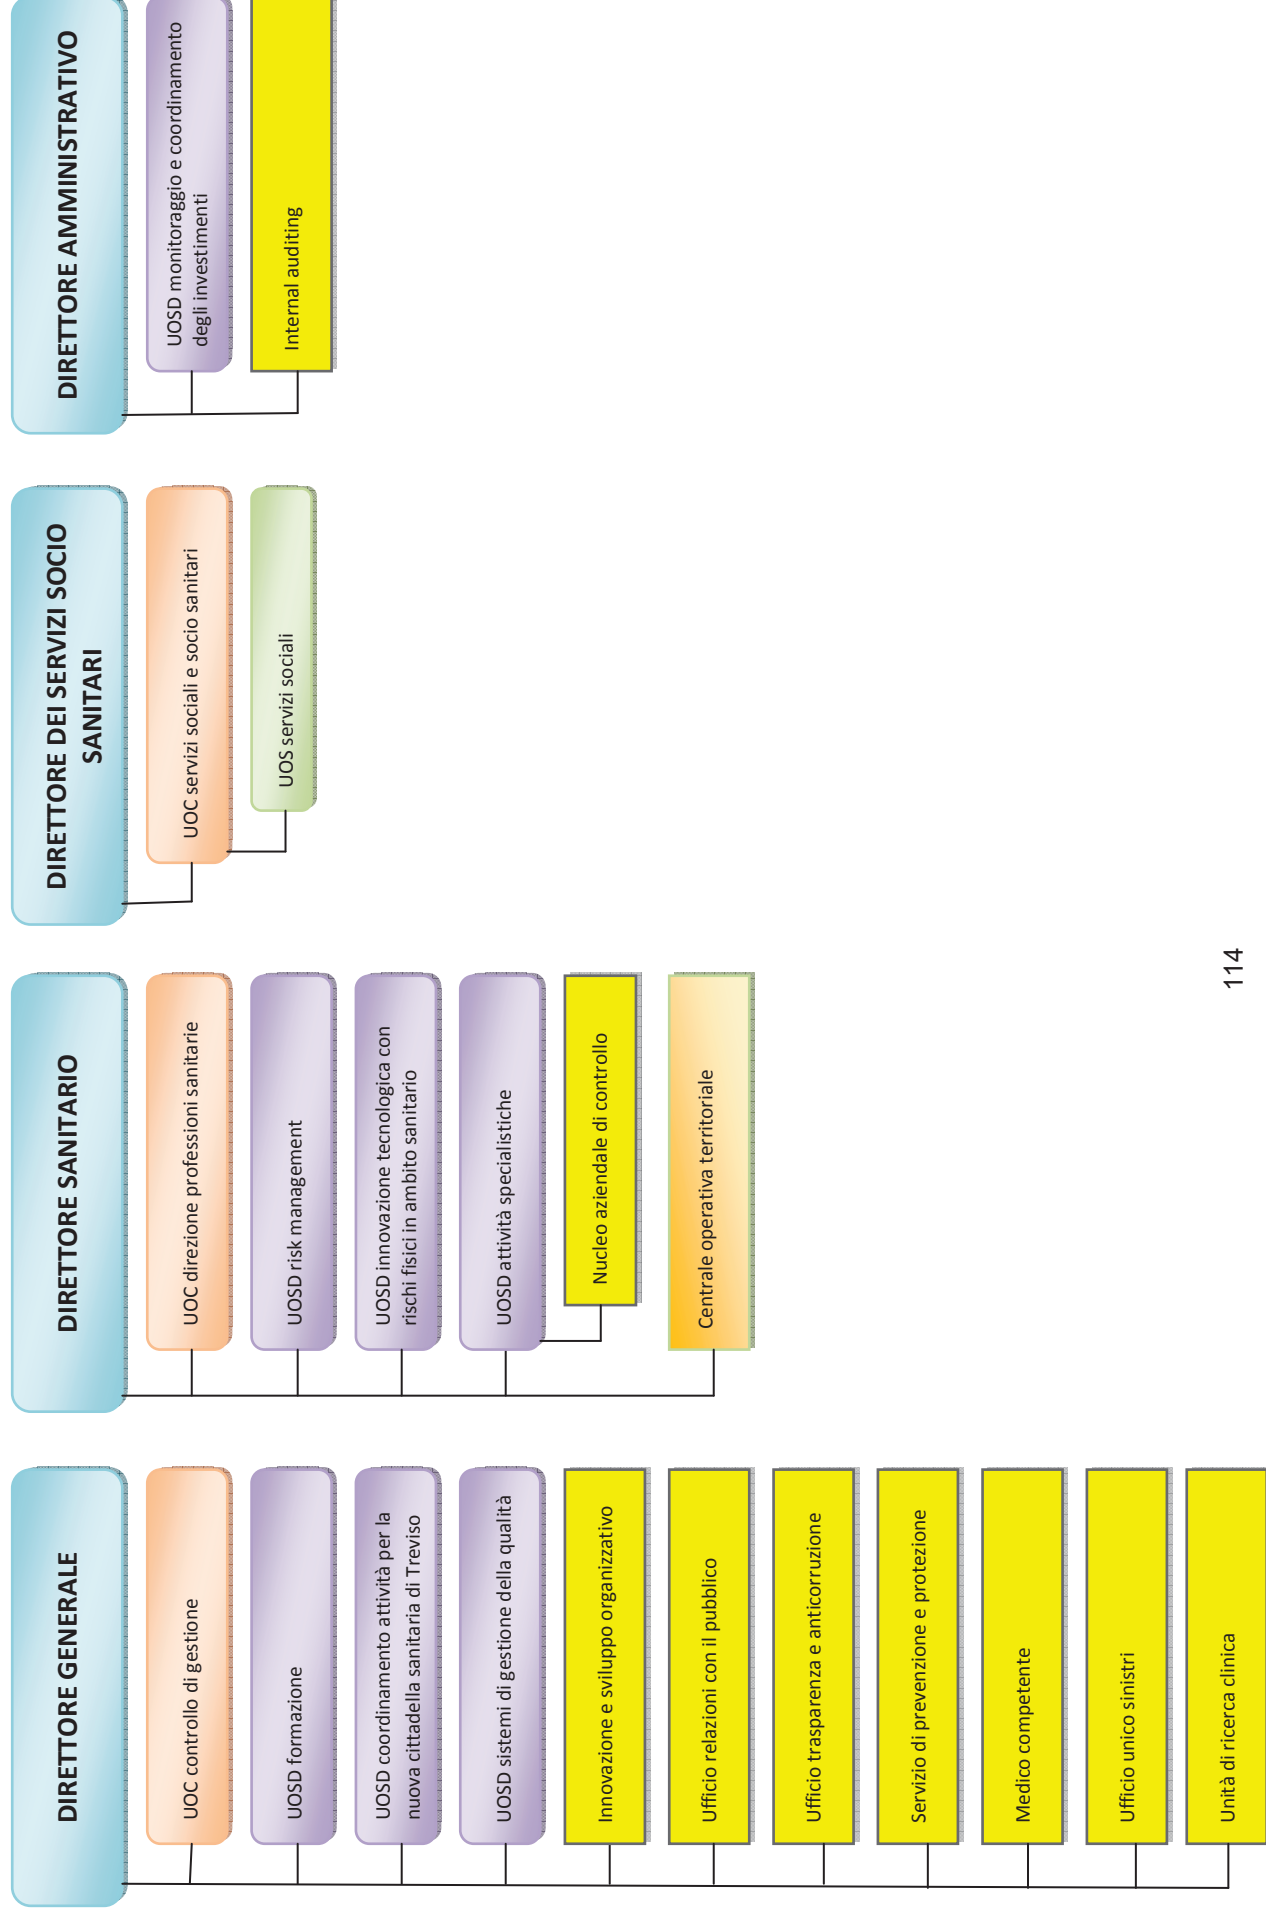 DIRETTORE GENERALE
UOC controllo di gestione
UOSD formazione
UOSD coordinamento attività per la
nuova cittadella sanitaria di Treviso
UOSD sistemi di gestione della qualità
Innovazione e sviluppo organizzativo
Ufficio relazioni con il pubblico
Ufficio trasparenza e anticorruzione
Servizio di prevenzione e protezione
Medico competente
Ufficio unico sinistri
Unità di ricerca clinica
DIRETTORE SANITARIO
UOC direzione professioni sanitarie
UOSD risk management
UOSD innovazione tecnologica con
rischi fisici in ambito sanitario
UOSD attività specialistiche
Nucleo aziendale di controllo
Centrale operativa territoriale
DIRETTORE DEI SERVIZI SOCIO
SANITARI
UOC servizi sociali e socio sanitari
UOS servizi sociali
DIRETTORE AMMINISTRATIVO
UOSD monitoraggio e coordinamento
degli investimenti
Internal auditing
114